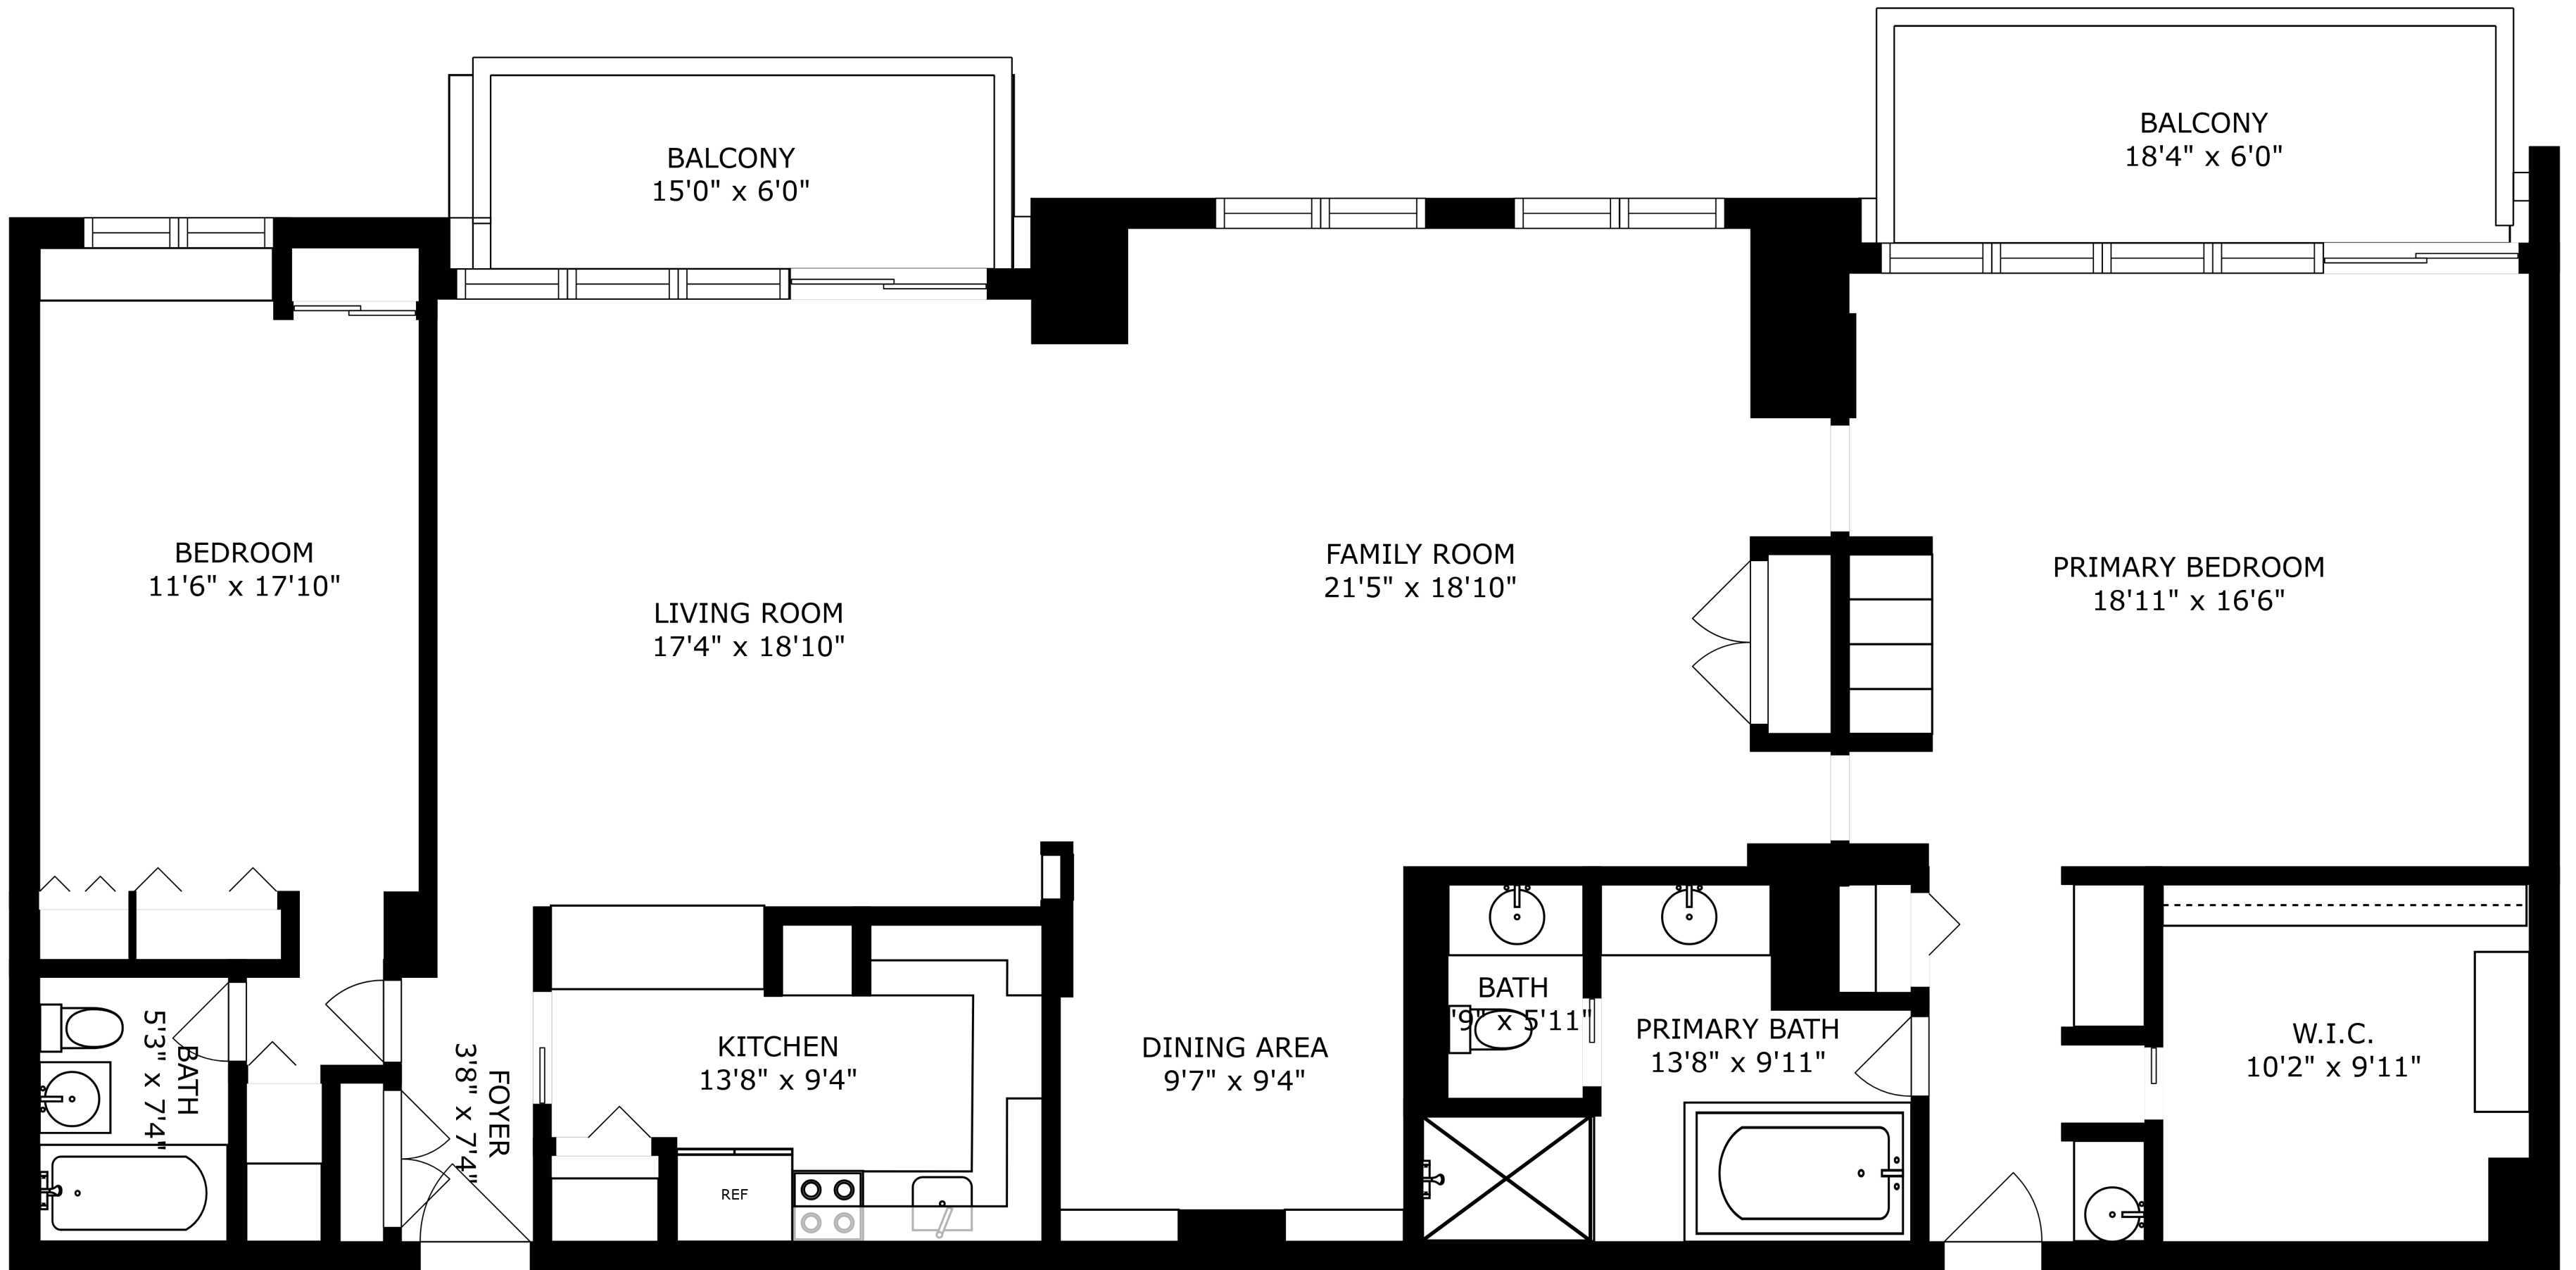 BALCONY
15'0" x 6'0"
BALCONY
18'4" x 6'0"
BEDROOM
11'6" x 17'10"
LIVING ROOM
17'4" x 18'10"
FAMILY ROOM
21'5" x 18'10"
PRIMARY BEDROOM
18'11" x 16'6"
BATH
5'3" x 7'4"
FOYER
3'8" x 7'4"
KITCHEN
13'8" x 9'4"
REF
DINING AREA
9'7" x 9'4"
BATH
'9" x 5'11"
PRIMARY BATH
13'8" x 9'11"
W.I.C.
10'2" x 9'11"